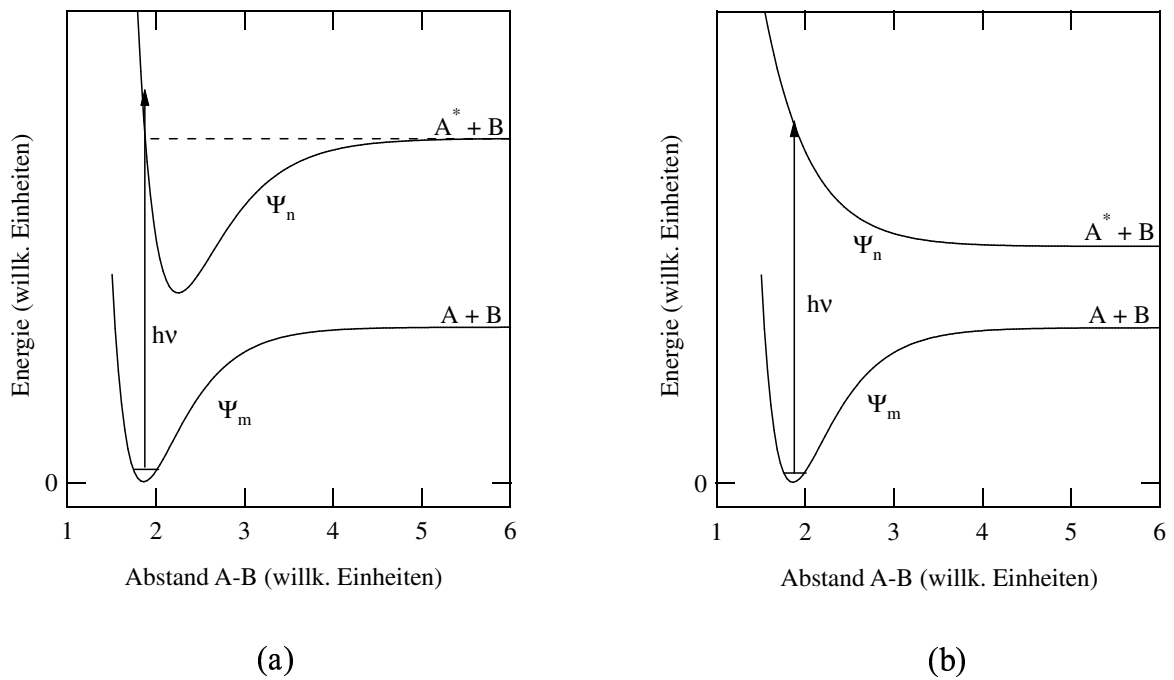 Energie (willk. Einheiten)
A* + B
Ψn
A + B
hν
Ψm
0
1 2 3 4 5 6
Abstand A-B (willk. Einheiten)
(a)
Energie (willk. Einheiten)
A* + B
Ψn
A + B
hν
Ψm
0
1 2 3 4 5 6
Abstand A-B (willk. Einheiten)
(b)